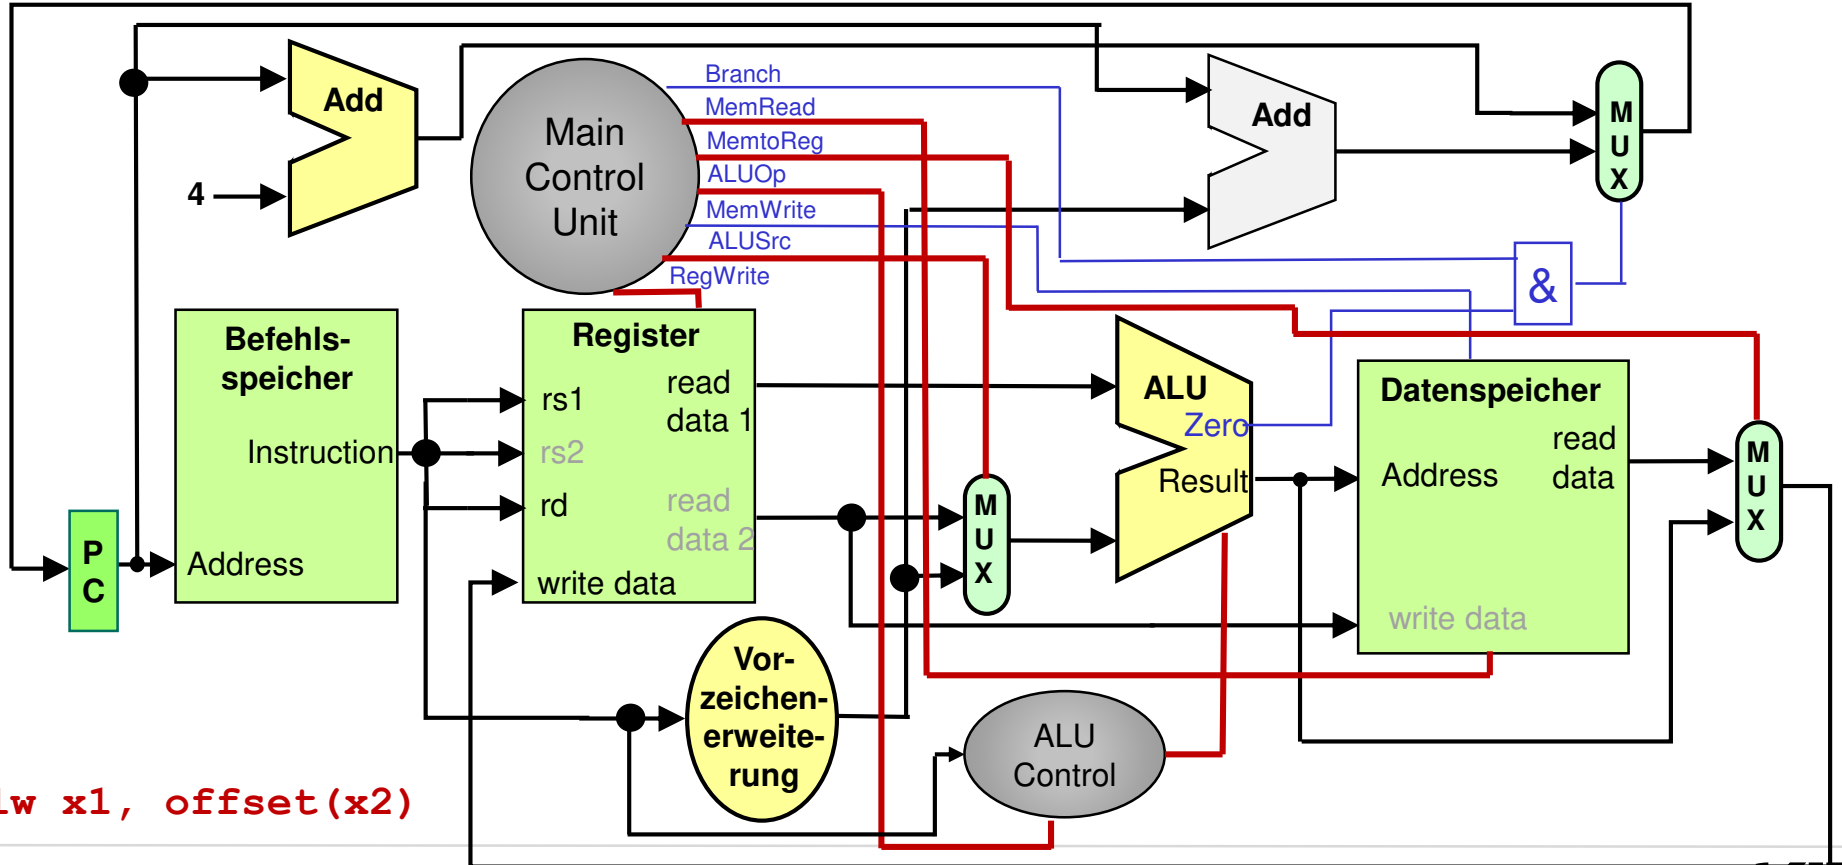 Add
4
Main
Control
Unit
Branch
MemRead
MemtoReg
ALUOp
MemWrite
ALUSrc
RegWrite
Add
M
U
X
&
Befehls-
speicher
Instruction
Address
P
C
Register
rs1
rs2
rd
write data
read
data 1
read
data 2
M
U
X
ALU
Zero
Result
Datenspeicher
Address
read
data
write data
M
U
X
Vor-
zeichen-
erweite-
rung
ALU
Control
lw x1, offset(x2)